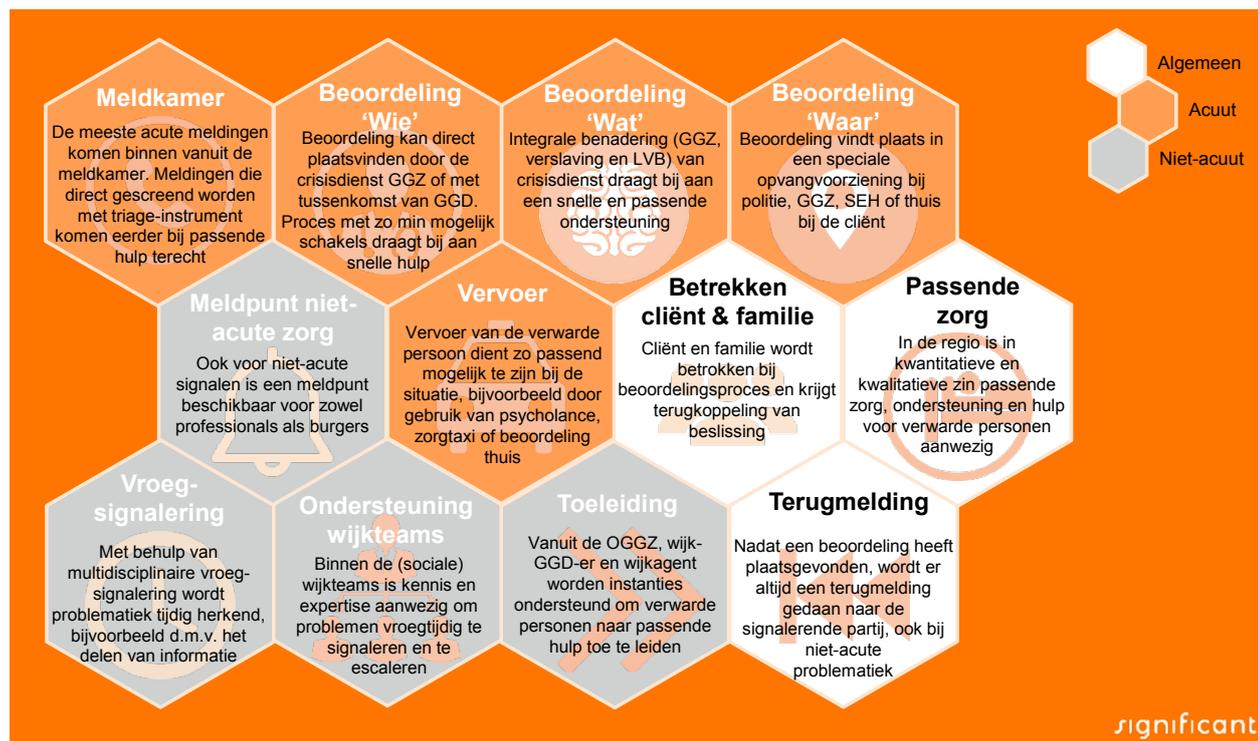 Meldkamer
De meeste acute meldingen
komen binnen vanuit de
meldkamer. Meldingen die
direct gescreend worden
met triage-instrument
komen eerder bij passende
hulp terecht
Beoordeling
‘Wie’
Beoordeling kan direct
plaatsvinden door de
crisisdienst GGZ of met
tussenkomst van GGD.
Proces met zo min mogelijk
schakels draagt bij aan
snelle hulp
Beoordeling
‘Wat’
Integrale benadering (GGZ,
verslaving en LVB) van
crisisdienst draagt bij aan
een snelle en passende
ondersteuning
Beoordeling
‘Waar’
Beoordeling vindt plaats in
een speciale
opvangvoorziening bij
politie, GGZ, SEH of thuis
bij de cliënt
Algemeen
Acuut
Niet-acuut
Meldpunt niet-
acute zorg
Ook voor niet-acute
signalen is een meldpunt
beschikbaar voor zowel
professionals als burgers
Vervoer
Vervoer van de verwarde
persoon dient zo passend
mogelijk te zijn bij de
situatie, bijvoorbeeld door
gebruik van psycholance,
zorgtaxi of beoordeling
thuis
Betrekken
cliënt & familie
Cliënt en familie wordt
betrokken bij
beoordelingsproces en krijgt
terugkoppeling van
beslissing
Passende
zorg
In de regio is in
kwantitatieve en
kwalitatieve zin passende
zorg, ondersteuning en hulp
voor verwarde personen
aanwezig
Vroeg-
signalering
Met behulp van
multidisciplinaire vroeg-
signalering wordt
problematiek tijdig herkend,
bijvoorbeeld d.m.v. het
delen van informatie
Ondersteuning
wijkteams
Binnen de (sociale)
wijkteams is kennis en
expertise aanwezig om
problemen vroegtijdig te
signaleren en te
escaleren
Toeleiding
Vanuit de OGGZ, wijk-
GGD-er en wijkagent
worden instanties
ondersteund om verwarde
personen naar passende
hulp toe te leiden
Terugmelding
Nadat een beoordeling heeft
plaatsgevonden, wordt er
altijd een terugmelding
gedaan naar de
signalerende partij, ook bij
niet-acute
problematiek
significant